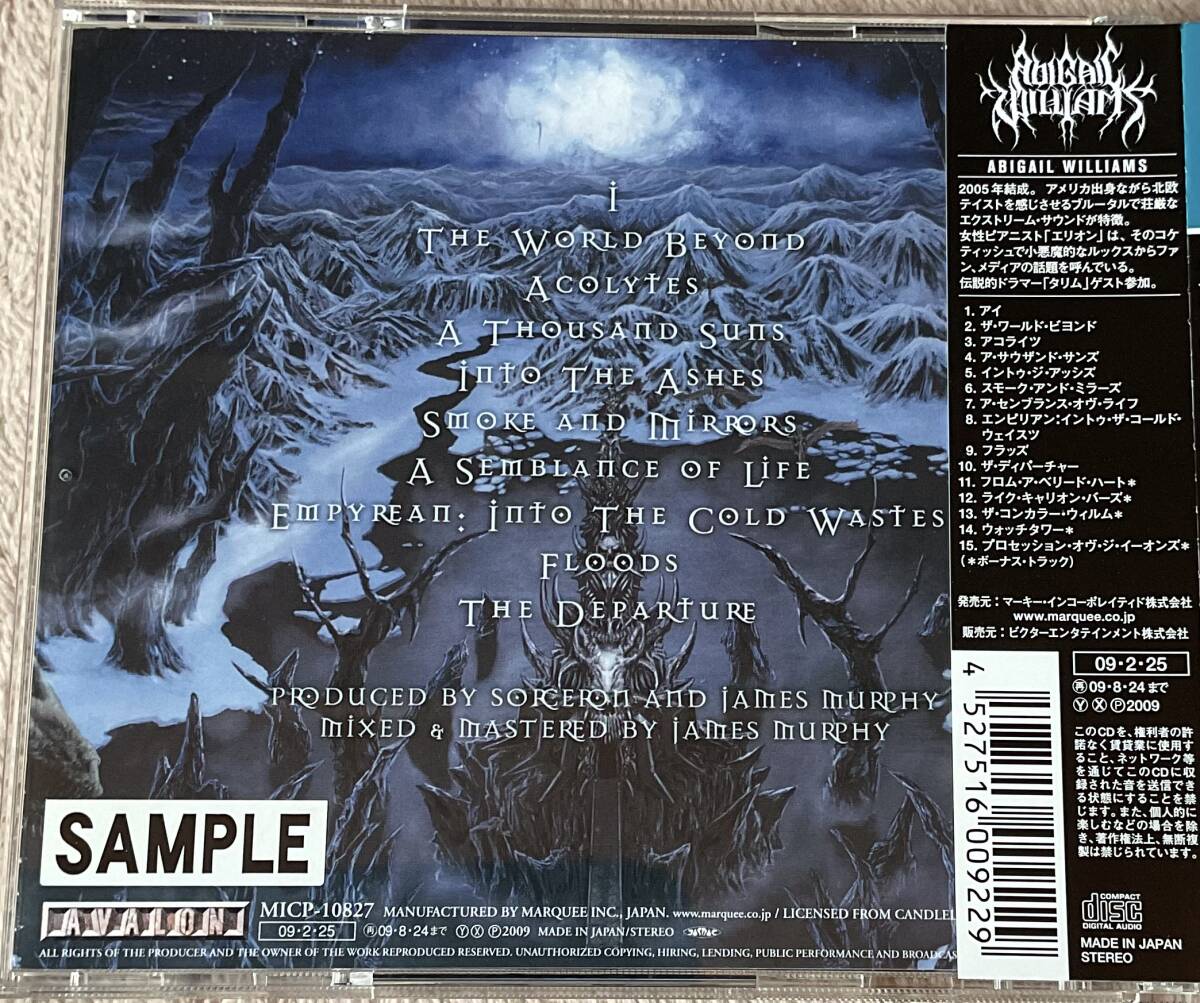 I
THE WORLD BEYOND
ACOLYTES
A THOUSAND SUNS
INTO THE ASHES
SMOKE AND MIRRORS
A SEMBLANCE OF LIFE
EMPYREAN: INTO THE COLD WASTES
FLOODS
THE DEPARTURE
PRODUCED BY SORCERON AND JAMES MURPHY
MIXED & MASTERED BY JAMES MURPHY
SAMPLE
AVALON
MICP-10827 MANUFACTURED BY MARQUEE INC., JAPAN. www.marquee.co.jp / LICENSED FROM CANDLEL
09・2・25 ㊢09・8・24まで Ⓨ Ⓧ Ⓟ2009 MADE IN JAPAN/STEREO
ALL RIGHTS OF THE PRODUCER AND THE OWNER OF THE WORK REPRODUCED RESERVED. UNAUTHORIZED COPYING, HIRING, LENDING, PUBLIC PERFORMANCE AND BROADCAS
ABIGAIL
WILLIAMS
ABIGAIL WILLIAMS
2005年結成。アメリカ出身ながら北欧
テイストを感じさせるブルータルで荘厳な
エクストリーム・サウンドが特徴。
女性ピアニスト「エリオン」は、そのコケ
ティッシュで小悪魔的なルックスからファ
ン、メディアの話題を呼んでいる。
伝説的ドラマー「タリム」ゲスト参加。
1. アイ
2. ザ・ワールド・ビヨンド
3. アコライツ
4. ア・サウザンド・サンズ
5. イントゥ・ジ・アッシズ
6. スモーク・アンド・ミラーズ
7. ア・センブランス・オヴ・ライフ
8. エンピリアン:イントゥ・ザ・コールド・
ウェイスツ
9. フラッズ
10. ザ・ディパーチャー
11. フロム・ア・ベリード・ハート*
12. ライク・キャリオン・バーズ*
13. ザ・コンカラー・ウィルム*
14. ウォッチタワー*
15. プロセッション・オヴ・ジ・イーオンズ*
(*ボーナス・トラック)
発売元:マーキー・インコーポレイティド株式会社
www.marquee.co.jp
販売元:ビクターエンタテインメント株式会社
09・2・25
㊢09・8・24まで
Ⓨ Ⓧ Ⓟ2009
このCDを、権利者の許
諾なく賃貸業に使用す
ること、ネットワーク等
を通じてこのCDに収
録された音を送信でき
る状態にすることを禁
じます。また、個人的に
楽しむなどの場合を除
き、著作権法上、無断複
製は禁じられています。
4 527516 009229
COMPACT
disc
DIGITAL AUDIO
MADE IN JAPAN
STEREO